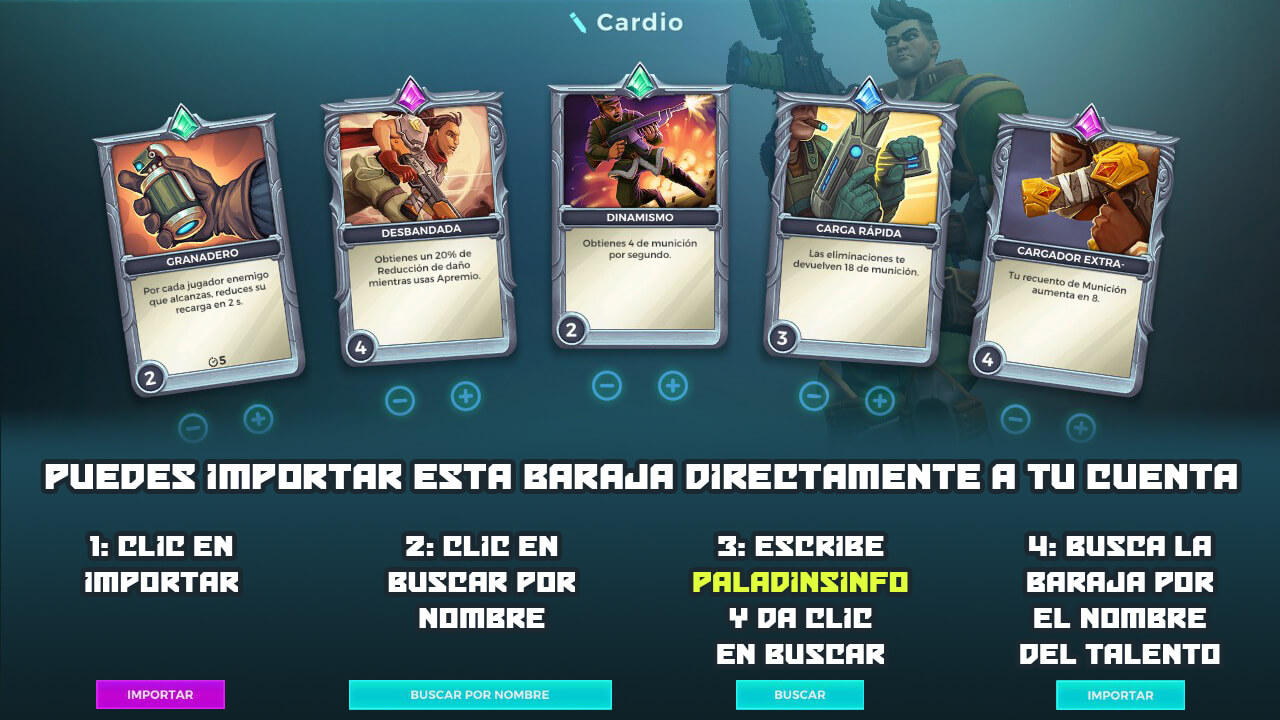 Cardio
GRANADERO
Por cada jugador enemigo
que alcanzas, reduces su
recarga en 2 s.
5
2
DESBANDADA
Obtienes un 20% de
Reducción de daño
mientras usas Apremio.
4
DINAMISMO
Obtienes 4 de munición
por segundo.
2
CARGA RÁPIDA
Las eliminaciones te
devuelven 18 de munición.
3
CARGADOR EXTRA-
Tu recuento de Munición
aumenta en 8.
4
PUEDES IMPORTAR ESTA BARAJA DIRECTAMENTE A TU CUENTA
1: CLIC EN
IMPORTAR
IMPORTAR
2: CLIC EN
BUSCAR POR
NOMBRE
BUSCAR POR NOMBRE
3: ESCRIBE
PALADINSINFO
Y DA CLIC
EN BUSCAR
BUSCAR
4: BUSCA LA
BARAJA POR
EL NOMBRE
DEL TALENTO
IMPORTAR